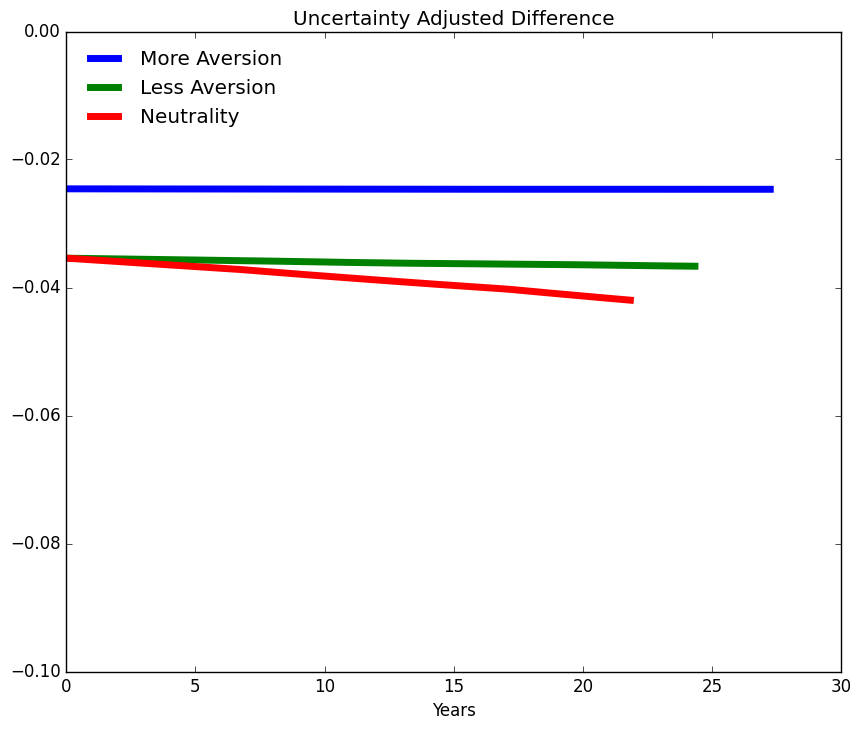 Uncertainty Adjusted Difference
0.00
More Aversion
Less Aversion
Neutrality
−0.02
−0.04
−0.06
−0.08
−0.10
0 5 10 15 20 25 30
Years